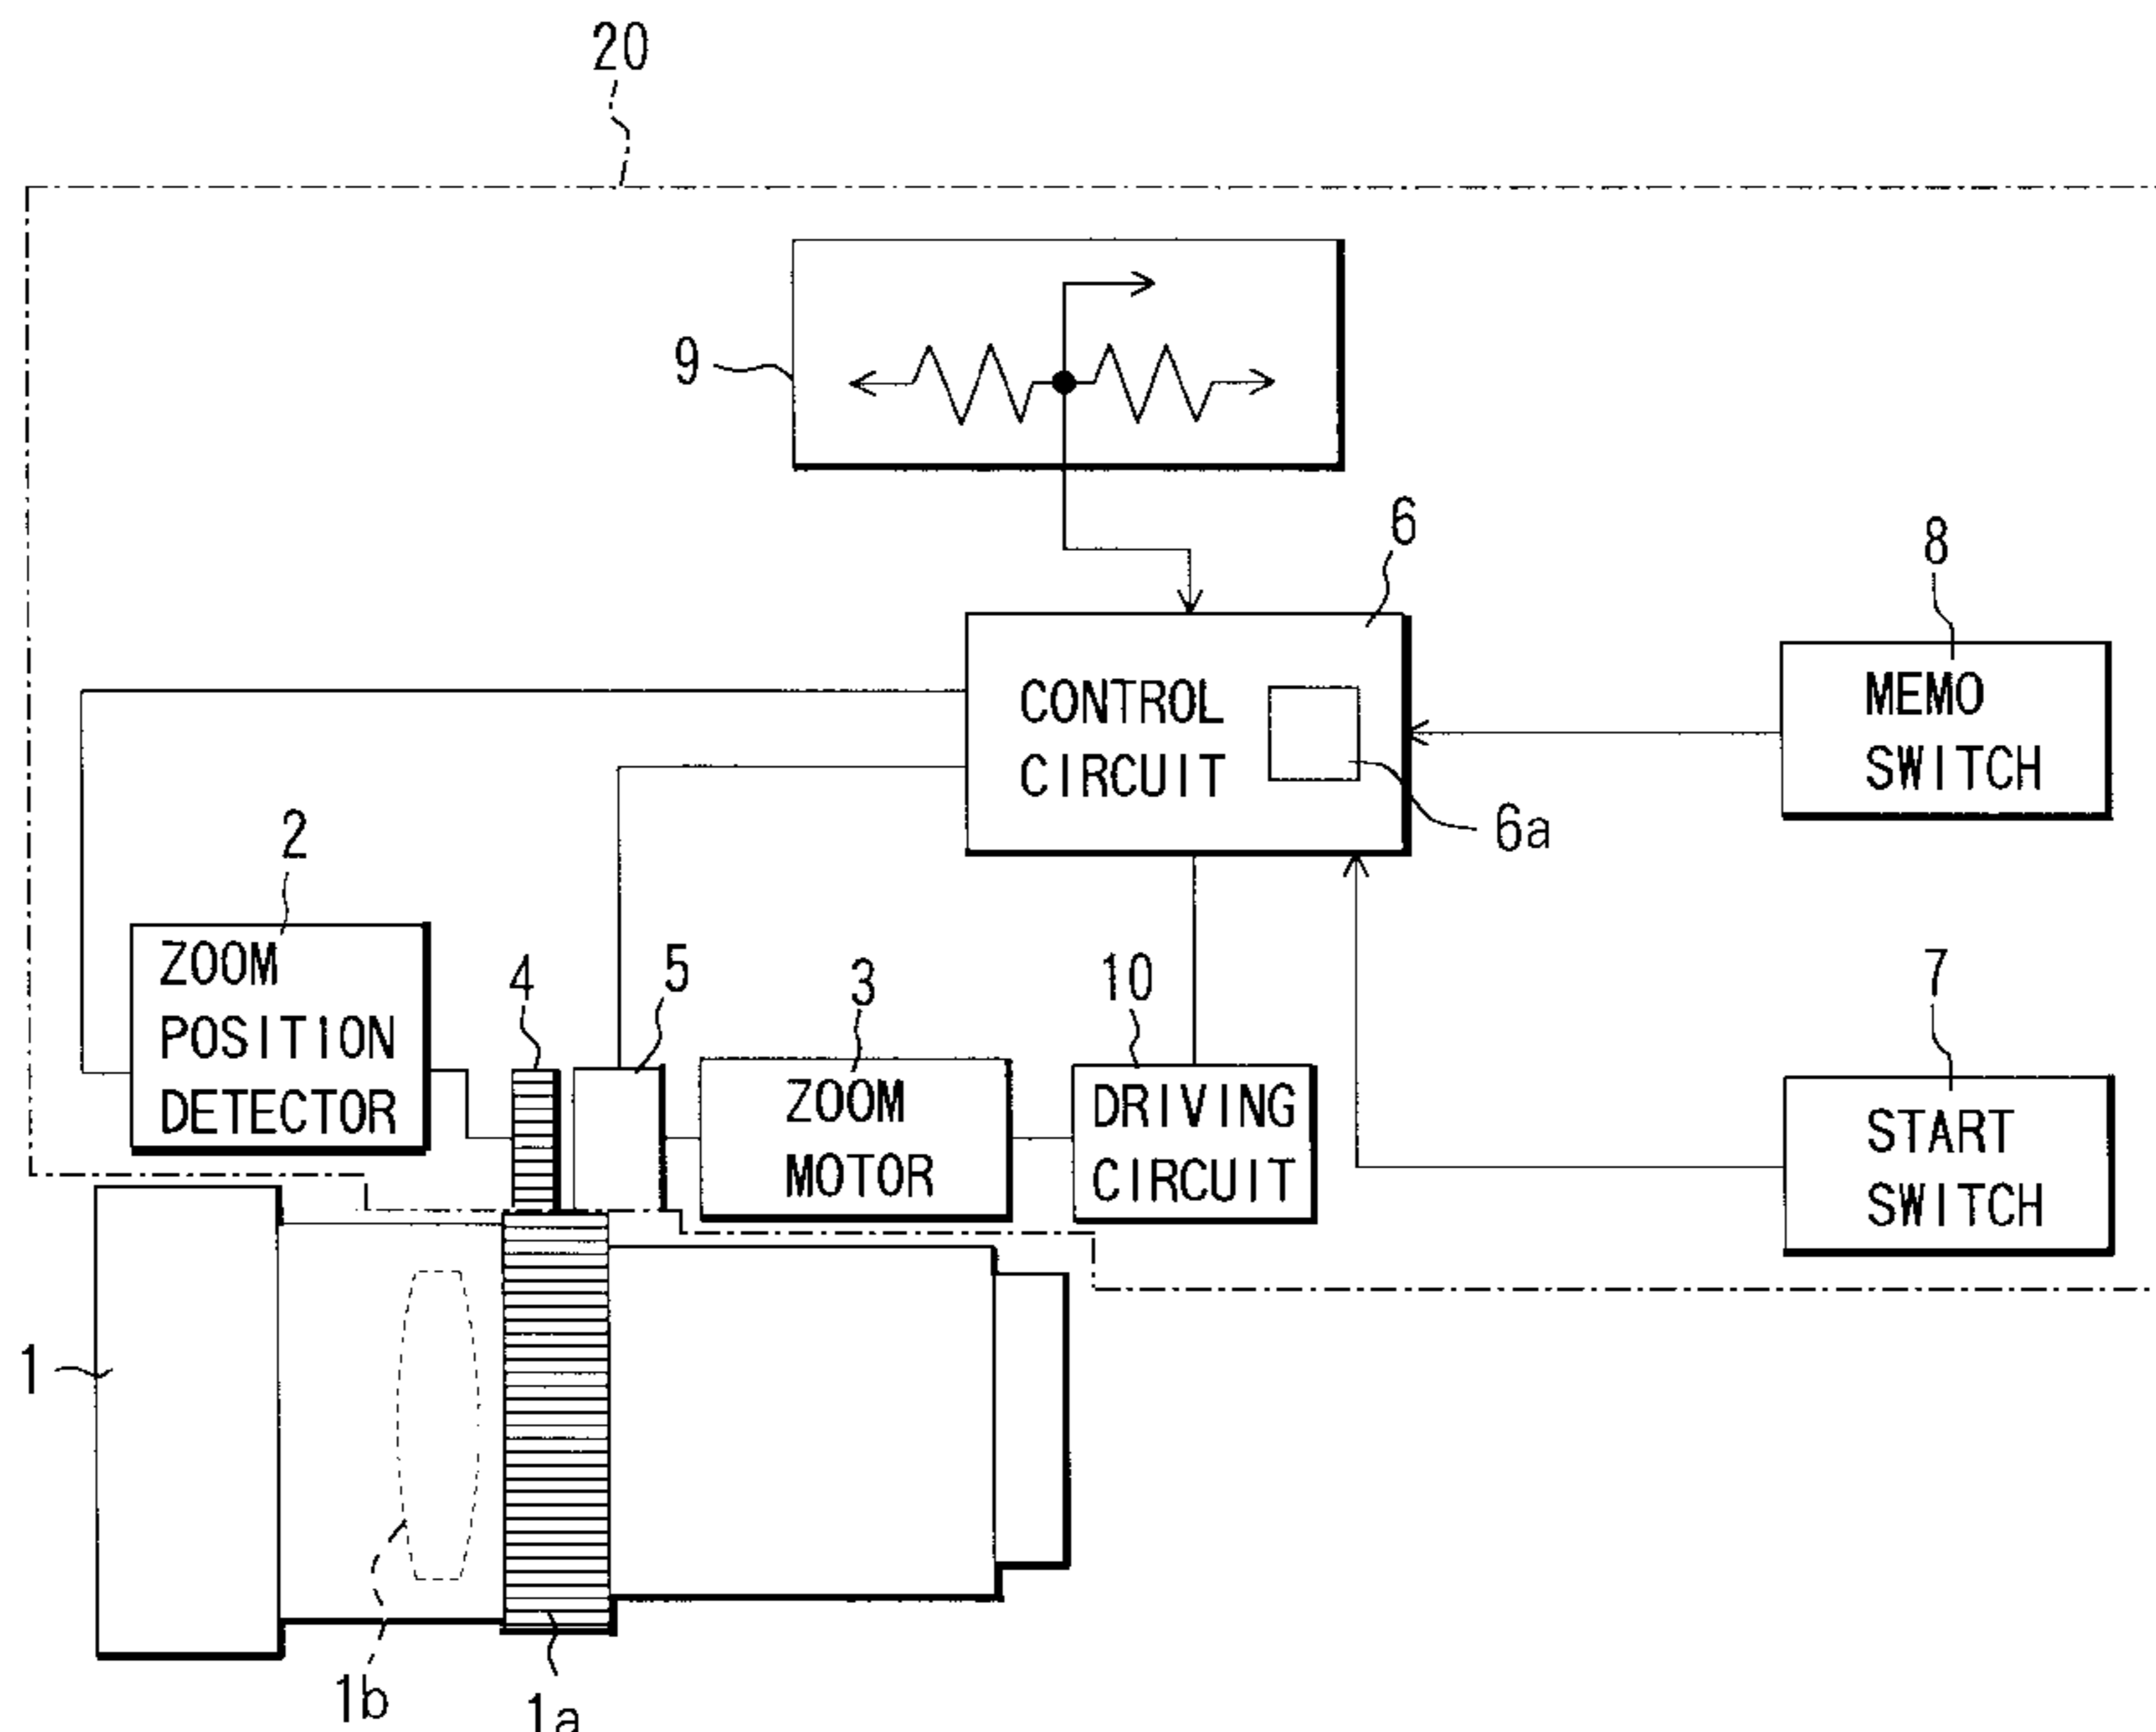 20
9
6
8
CONTROL
CIRCUIT
MEMO
SWITCH
6a
2
ZOOM
POSITION
DETECTOR
4
5
3
10
7
ZOOM
MOTOR
DRIVING
CIRCUIT
START
SWITCH
1
1b
1a